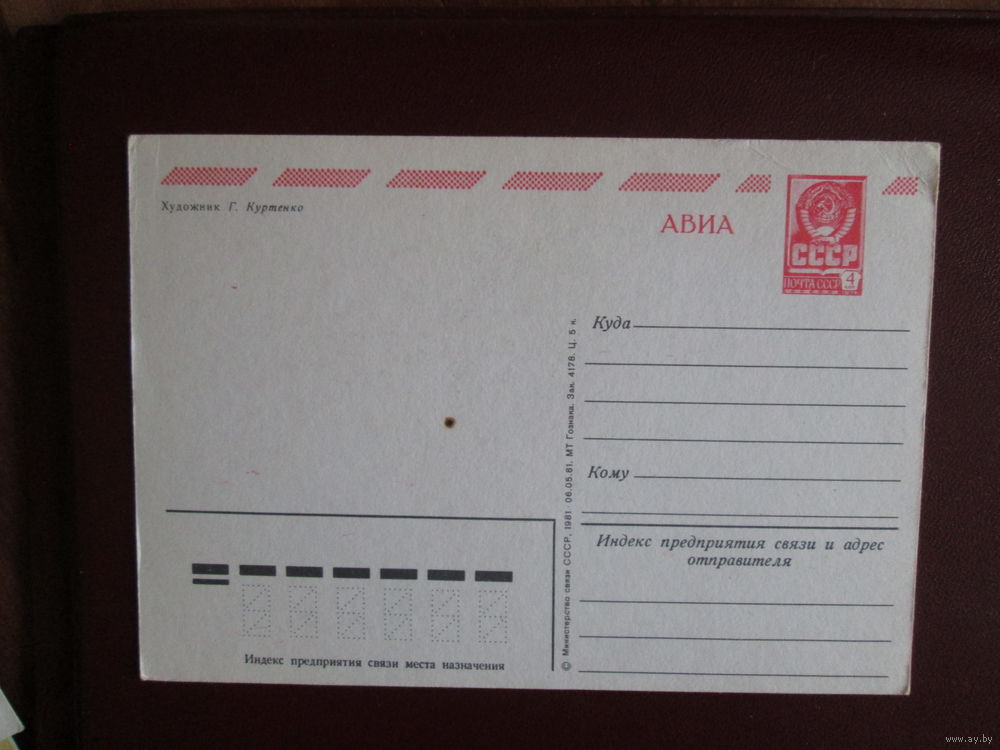 Художник Г. Куртенко
АВИА
СССР
ПОЧТА СССР
4
Куда
Кому
Индекс предприятия связи и адрес
отправителя
© Министерство связи СССР, 1981 06.05.81. МТ Гознака. Зак. 4178. Ц. 5 к.
Индекс предприятия связи места назначения
www.ay.by